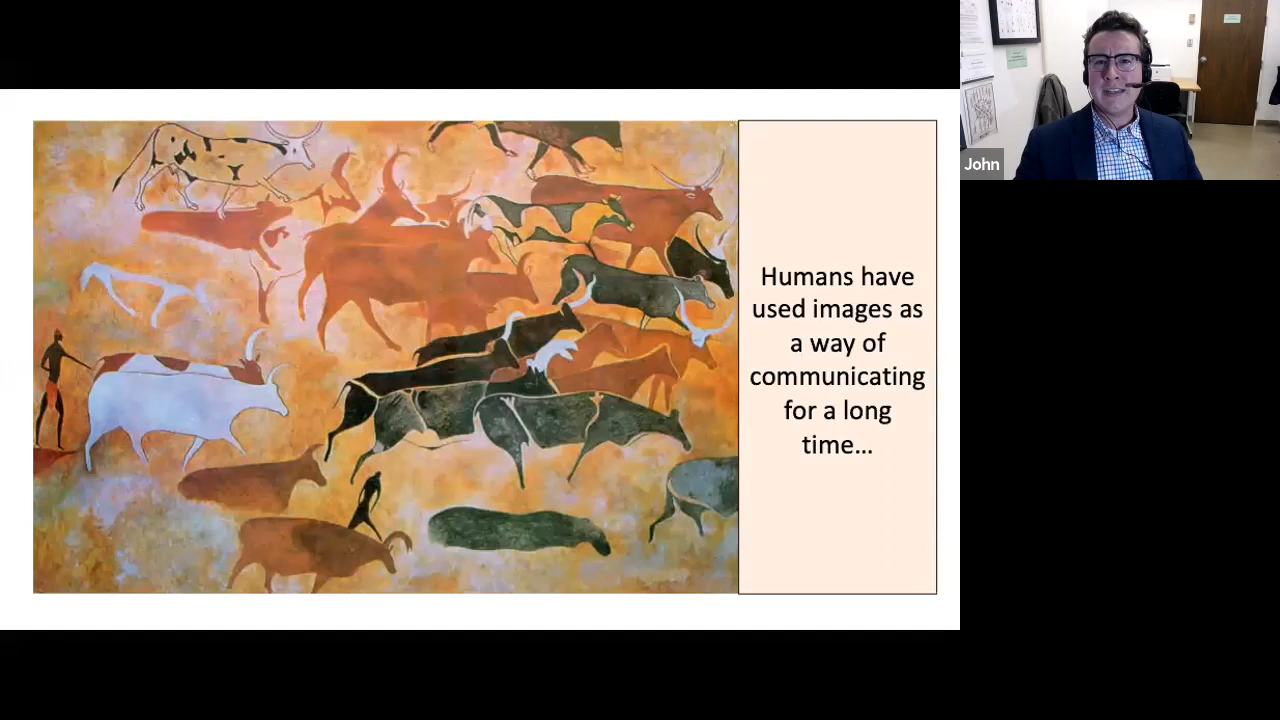 Humans have
used images as
a way of
communicating
for a long
time...
John